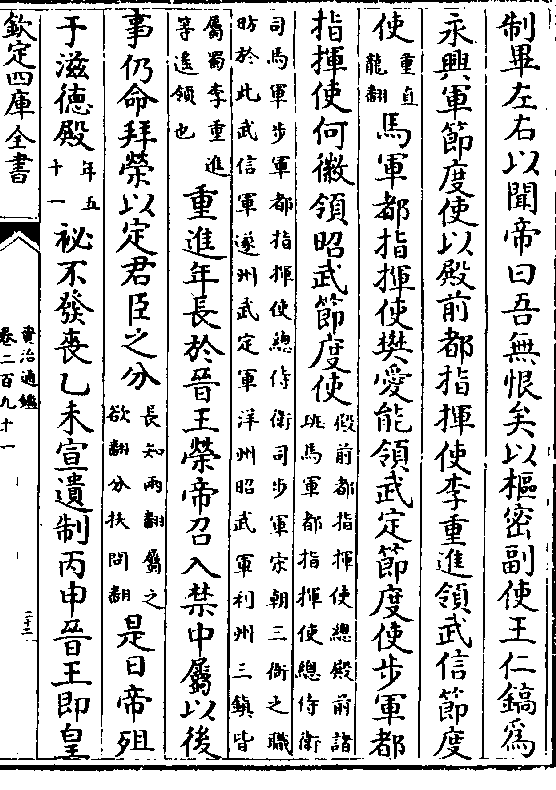 制畢左右以聞帝曰吾無恨矣以樞密副使王仁鎬為
永興軍節度使以殿前都指揮使李重進領武信節度
使重直龍翻馬軍都指揮使樊愛能領武定節度使步軍都
指揮使何徽領昭武節度使殿前都指揮使總殿前諸班馬軍都指揮使總侍衛
司馬軍步軍都指揮使總侍衛司步軍宋朝三衙之職昉於此武信軍遂州武定軍洋州昭武軍利州三鎮皆
屬蜀李重進等遙領也重進年長於晉王榮帝召入禁中屬以後
事仍命拜榮以定君臣之分長知兩翻屬之欲翻分扶問翻是日帝殂
于滋德殿年五十一祕不發喪乙未宣遺制丙申晉王即皇
欽定四庫全書
資治通鑑
卷二百九十一
二十三